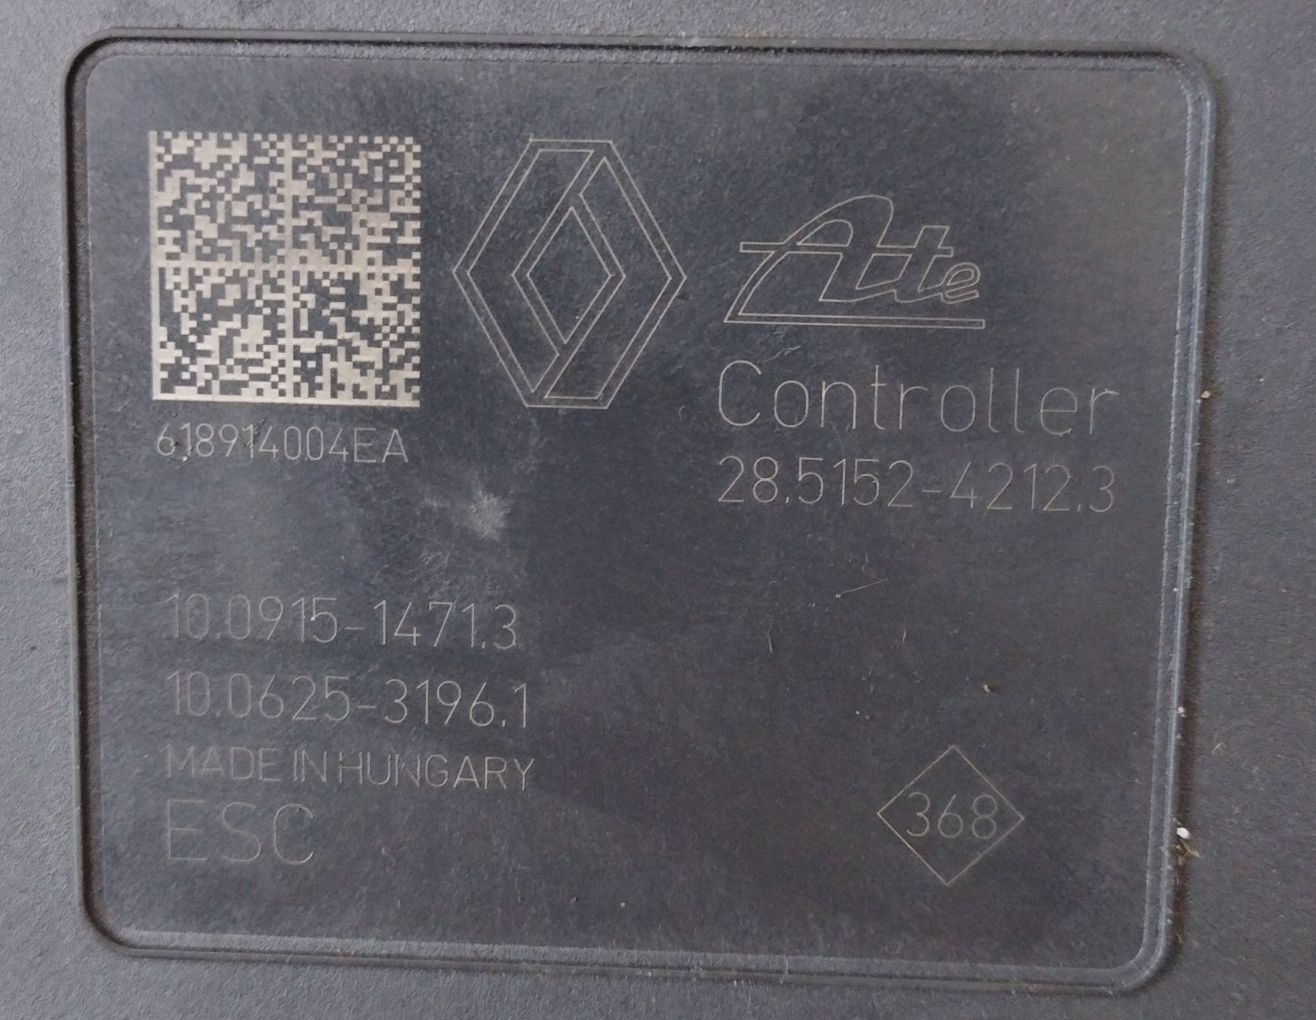 618914004EA
Ate
Controller
28.5152-4212.3
10.0915-1471.3
10.0625-3196.1
MADE IN HUNGARY
ESC
368